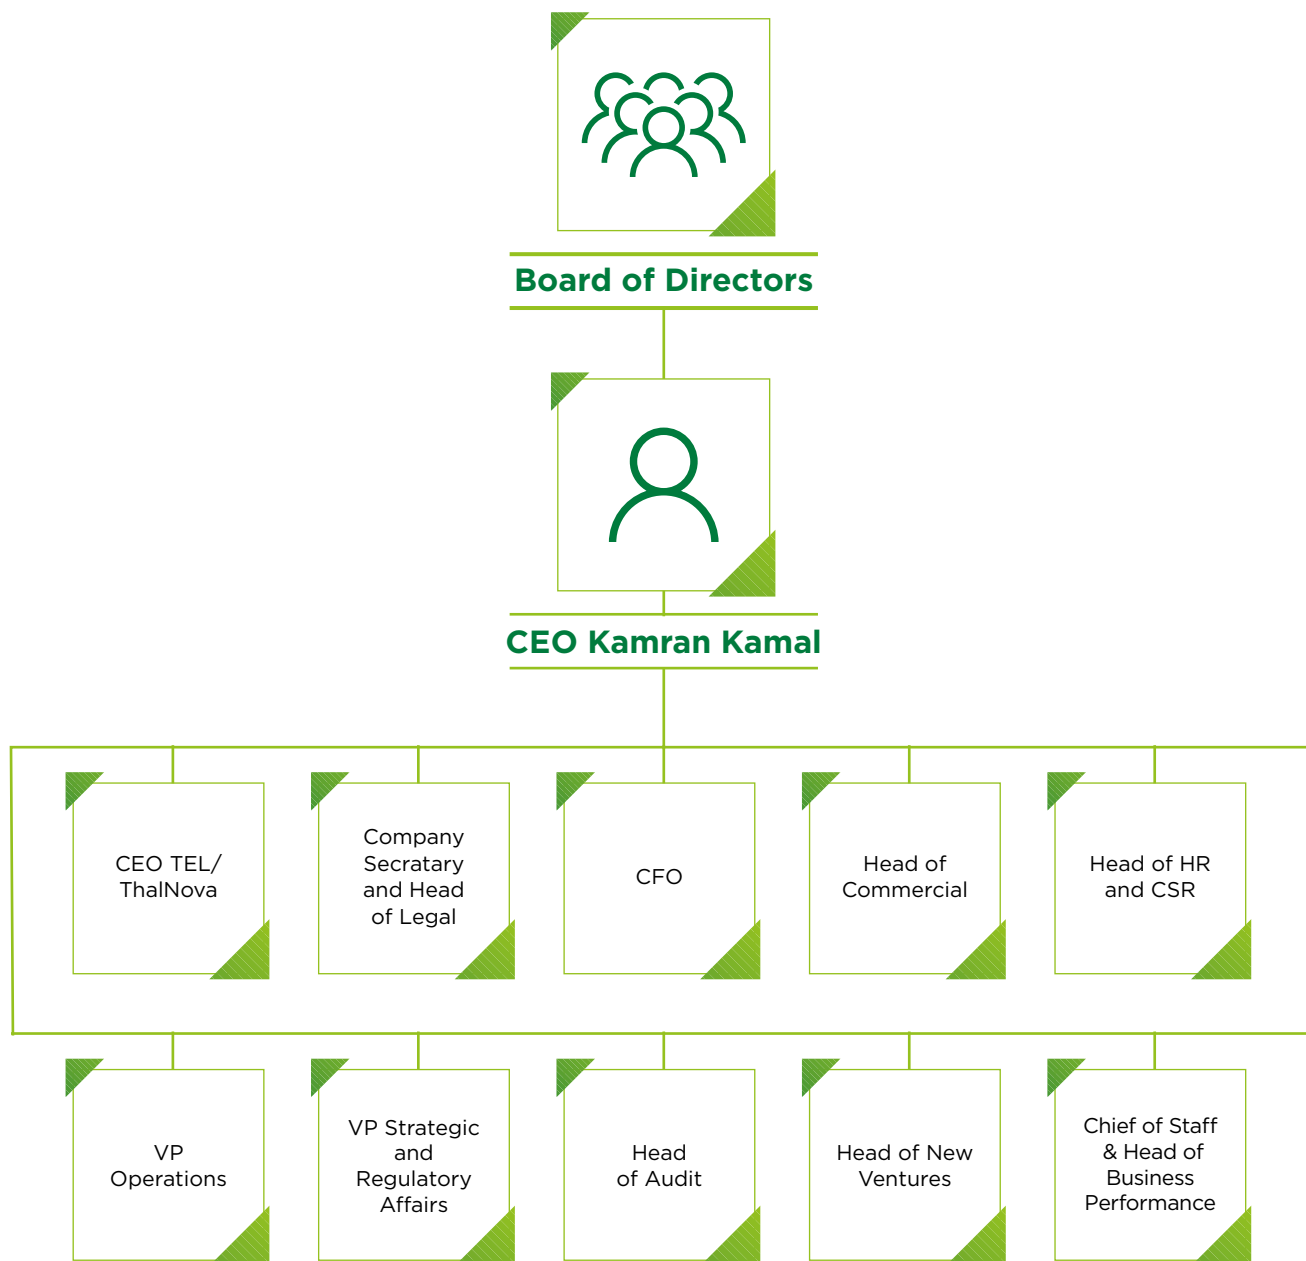 Board of Directors
CEO Kamran Kamal
CEO TEL/
ThalNova
Company
Secratary
and Head
of Legal
CFO
Head of
Commercial
Head of HR
and CSR
VP
Operations
VP Strategic
and
Regulatory
Affairs
Head
of Audit
Head of New
Ventures
Chief of Staff
& Head of
Business
Performance